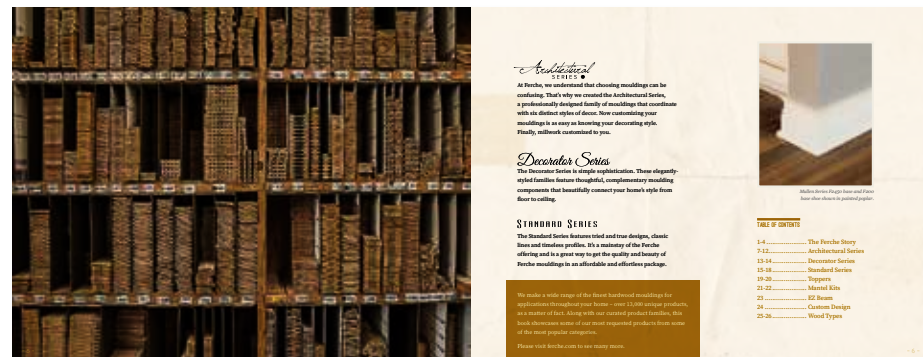 Architectural
SERIES
At Ferche, we understand that choosing mouldings can be
confusing. That's why we created the Architectural Series,
a professionally designed family of mouldings that coordinate
with six distinct styles of decor. Now customizing your
mouldings is as easy as knowing your decorating style.
Finally, millwork customized to you.
Decorator Series
The Decorator Series is simple sophistication. These elegantly-
styled families feature thoughtful, complementary moulding
components that beautifully connect your home's style from
floor to ceiling.
STANDARD SERIES
The Standard Series features tried and true designs, classic
lines and timeless profiles. It's a mainstay of the Ferche
offering and is a great way to get the quality and beauty of
Ferche mouldings in an affordable and effortless package.
We make a wide range of the finest hardwood mouldings for
applications throughout your home – over 13,600 unique products,
as a matter of fact. Along with our curated product families, this
book showcases some of our most requested products from some
of the most popular categories.
Please visit ferche.com to see many more.
base shoe shown in painted poplar.
TABLE OF CONTENTS
1-4 .................... The Ferche Story
7-12 .................... Architectural Series
13-14 .................... Decorator Series
15-18 .................... Standard Series
19-20 .................... Toppers
21-22 .................... Mantel Kits
23 .................... EZ Beam
24 .................... Custom Design
25-26 .................... Wood Types